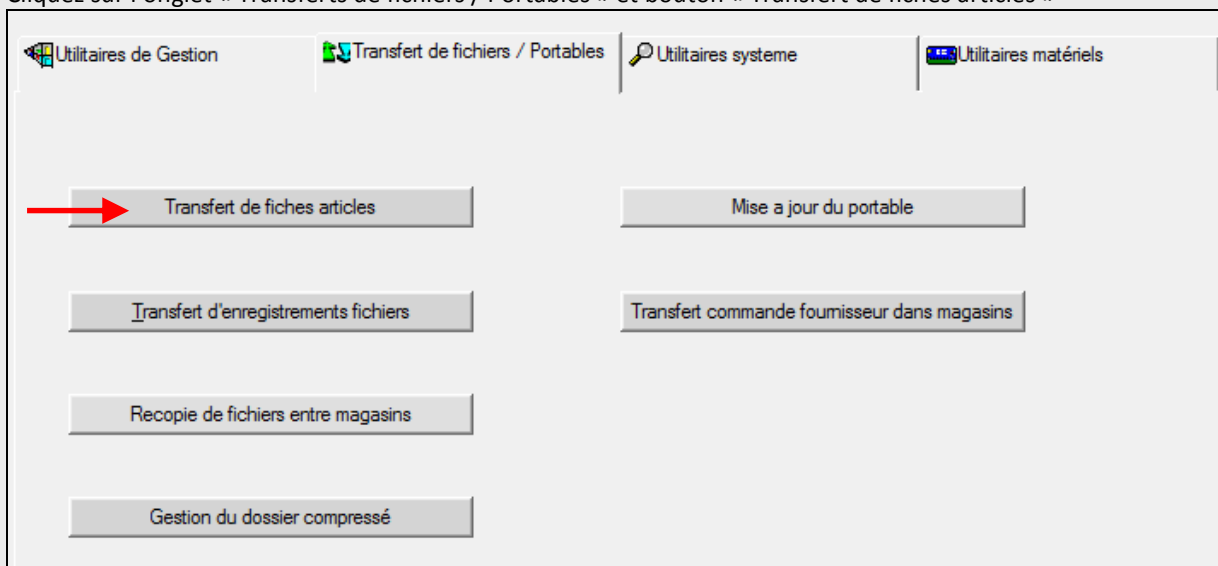 Cliquez sur l'onglet « Transferts de fichiers / Portables » et bouton « Transfert de fiches articles »
Utilitaires de Gestion
Transfert de fichiers / Portables
Utilitaires systeme
Utilitaires matériels
Transfert de fiches articles
Mise a jour du portable
Transfert d'enregistrements fichiers
Transfert commande fournisseur dans magasins
Recopie de fichiers entre magasins
Gestion du dossier compressé